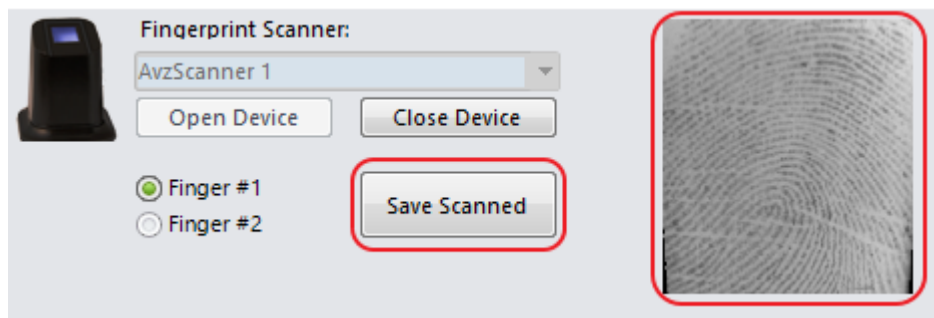 Fingerprint Scanner:
AvzScanner 1
Open Device Close Device
Finger #1
Save Scanned
Finger #2